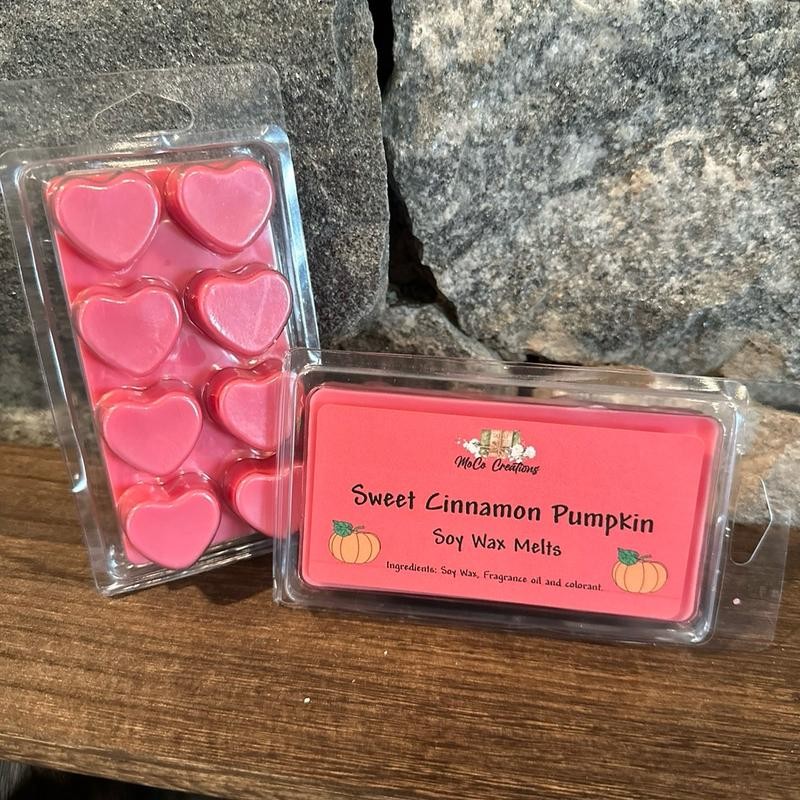 MoCo Creations
Sweet Cinnamon Pumpkin
Soy Wax Melts
Ingredients: Soy Wax, Fragrance oil and colorant.